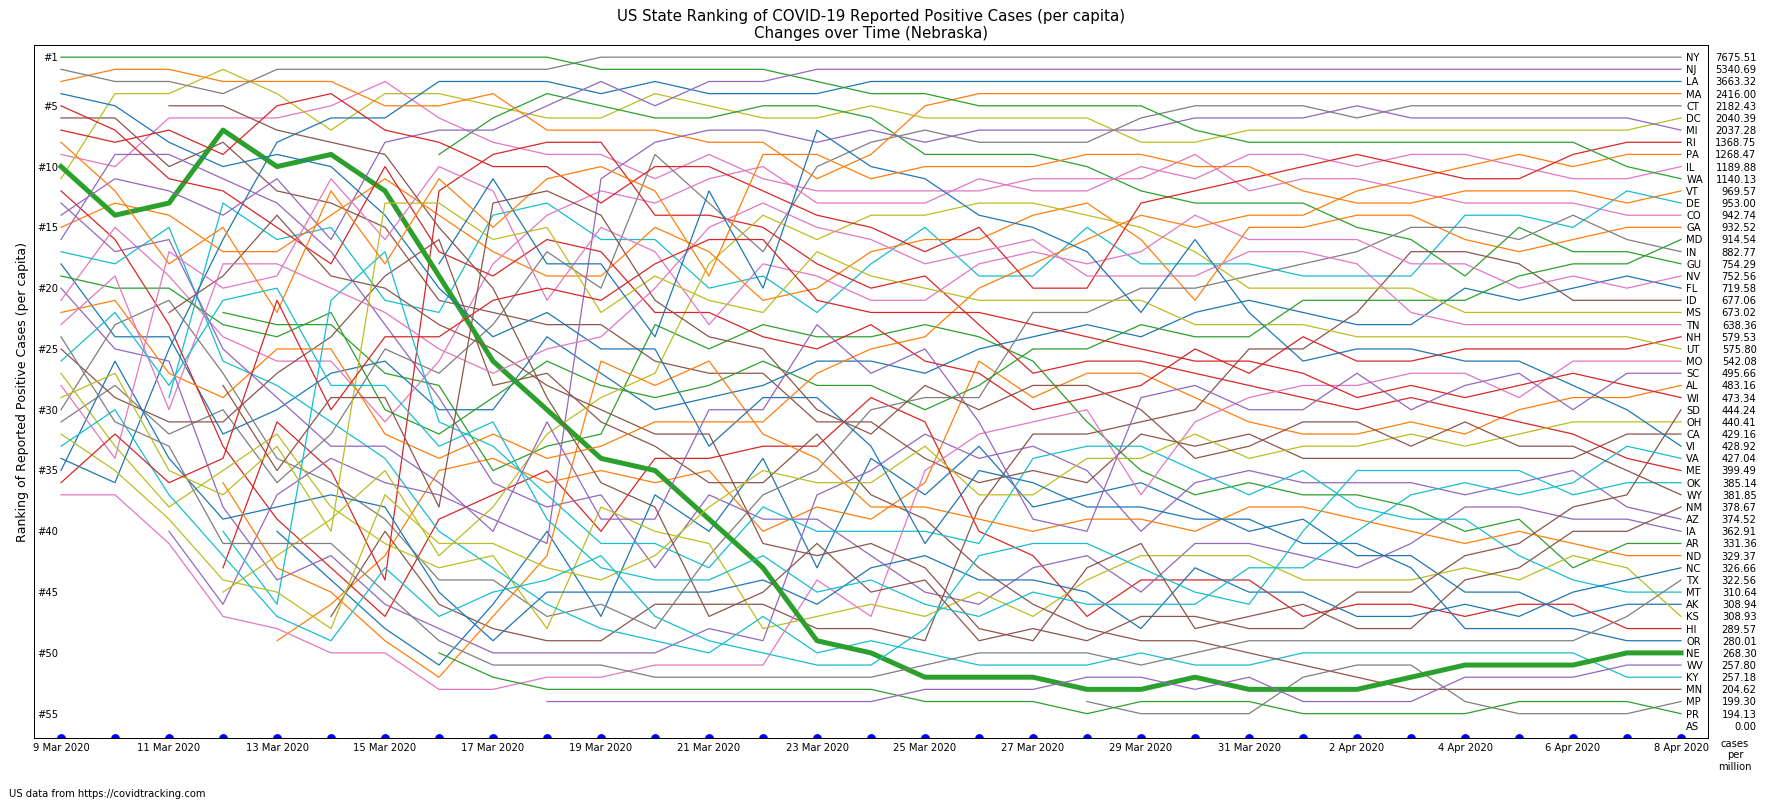 US State Ranking of COVID-19 Reported Positive Cases (per capita)
Changes over Time (Nebraska)
Ranking of Reported Positive Cases (per capita)
#1
#5
#10
#15
#20
#25
#30
#35
#40
#45
#50
#55
NY 7675.51
NJ 5340.69
LA 3663.32
MA 2416.00
CT 2182.43
DC 2040.39
MI 2037.28
RI 1368.75
PA 1268.47
IL 1189.88
WA 1140.13
VT 969.57
DE 953.00
CO 942.74
GA 932.52
MD 914.54
IN 882.77
GU 754.29
NV 752.56
FL 719.58
ID 677.06
MS 673.02
TN 638.36
NH 579.53
UT 575.80
MO 542.08
SC 495.66
AL 483.16
WI 473.34
SD 444.24
OH 440.41
CA 429.16
VI 428.92
VA 427.04
ME 399.49
OK 385.14
WY 381.85
NM 378.67
AZ 374.52
IA 362.91
AR 331.36
ND 329.37
NC 326.66
TX 322.56
MT 310.64
AK 308.94
KS 308.93
HI 289.57
OR 280.01
NE 268.30
WV 257.80
KY 257.18
MN 204.62
MP 199.30
PR 194.13
AS 0.00
9 Mar 2020 11 Mar 2020 13 Mar 2020 15 Mar 2020 17 Mar 2020 19 Mar 2020 21 Mar 2020 23 Mar 2020 25 Mar 2020 27 Mar 2020 29 Mar 2020 31 Mar 2020 2 Apr 2020 4 Apr 2020 6 Apr 2020 8 Apr 2020
cases
per
million
US data from https://covidtracking.com